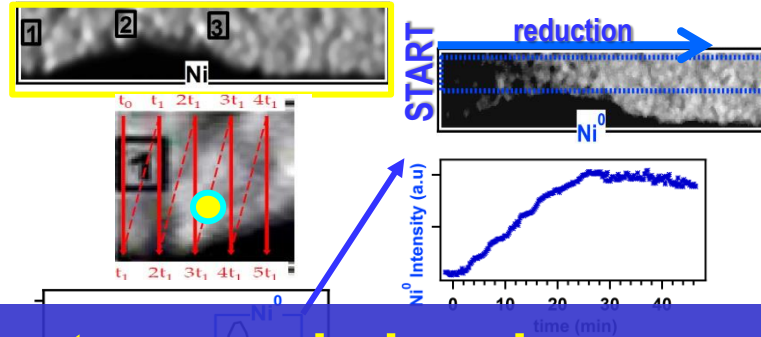 1 2 3
Ni
t₀ t₁ 2t₁ 3t₁ 4t₁
1
t₁ 2t₁ 3t₁ 4t₁ 5t₁
Ni⁰
START
reduction
Ni⁰
Ni⁰ Intensity (a.u)
0 10 20 30 40
time (min)